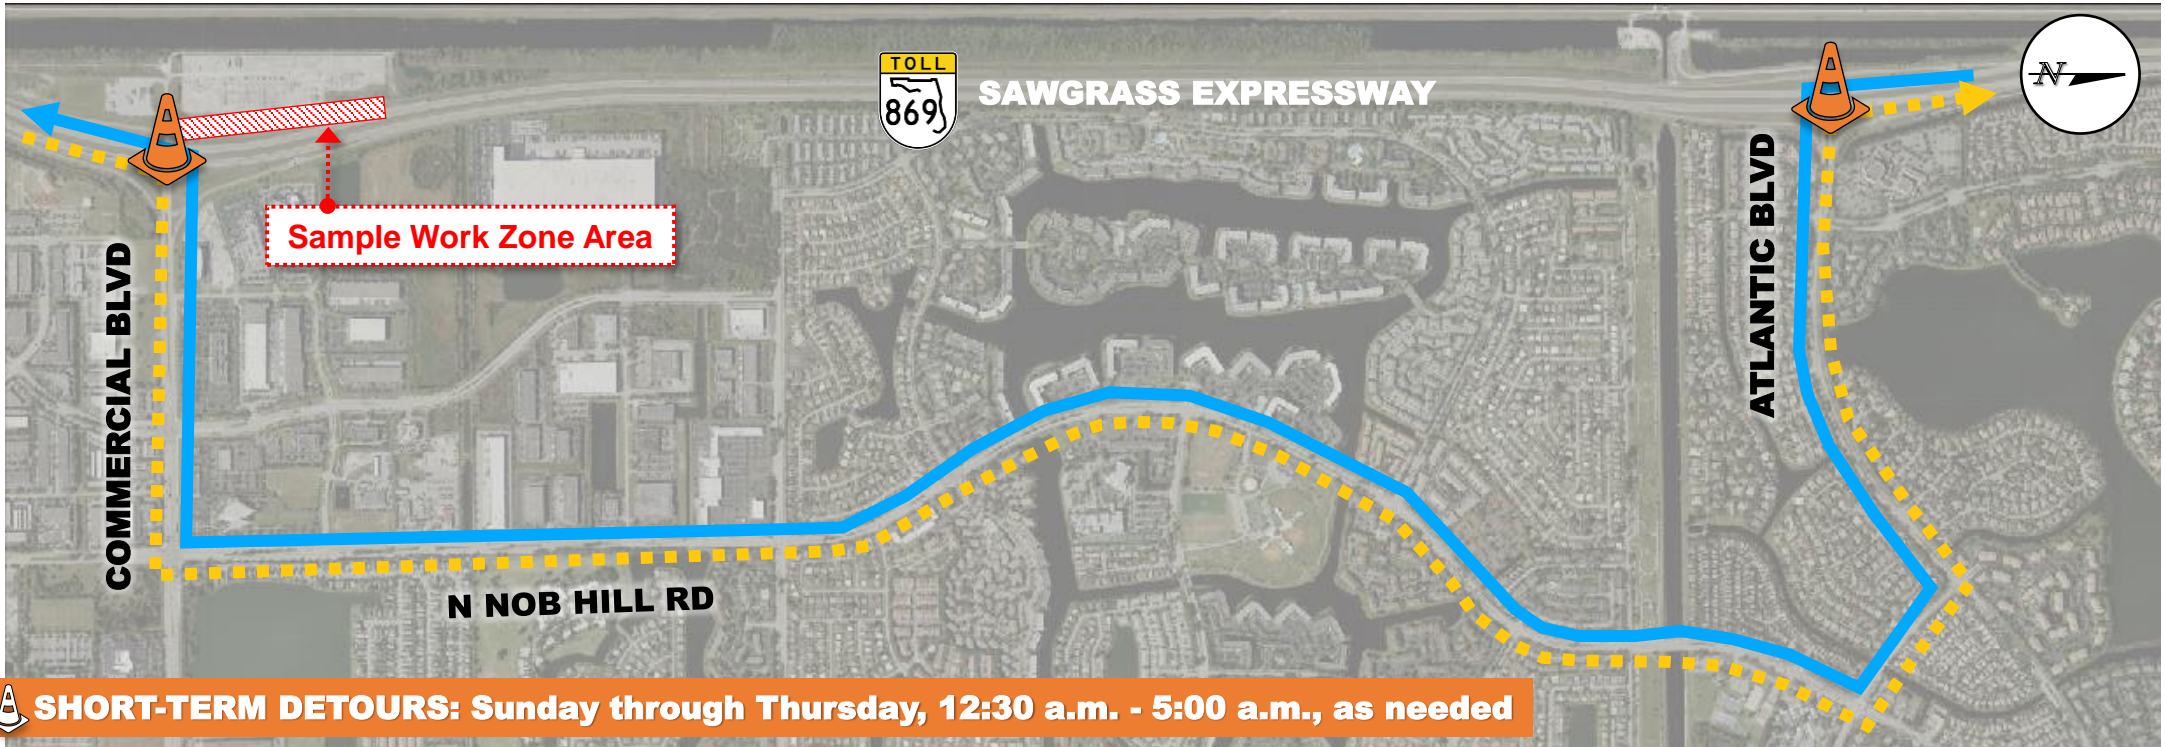 TOLL
869
SAWGRASS EXPRESSWAY
N
Sample Work Zone Area
COMMERCIAL BLVD
ATLANTIC BLVD
N NOB HILL RD
SHORT-TERM DETOURS: Sunday through Thursday, 12:30 a.m. - 5:00 a.m., as needed